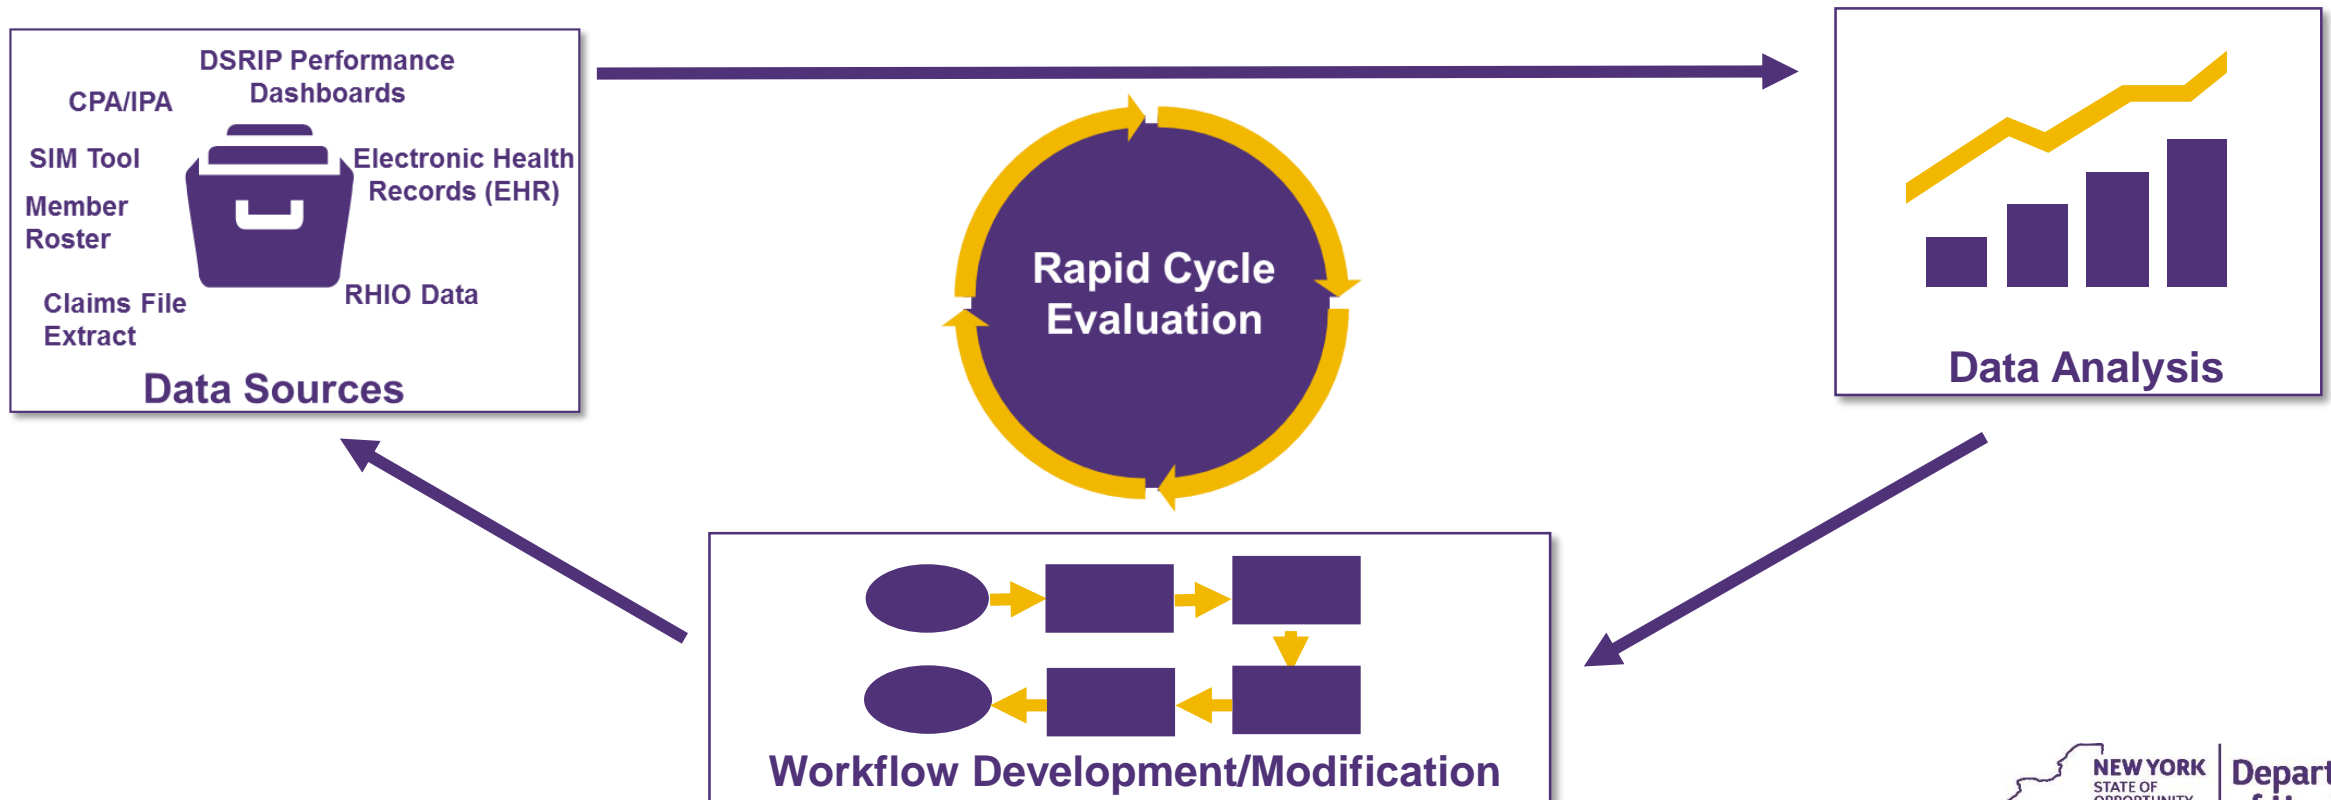 DSRIP Performance
Dashboards
CPA/IPA
SIM Tool
Electronic Health
Records (EHR)
Member
Roster
RHIO Data
Claims File
Extract
Data Sources
Rapid Cycle
Evaluation
Data Analysis
Workflow Development/Modification
NEW YORK
STATE OF
OPPORTUNITY